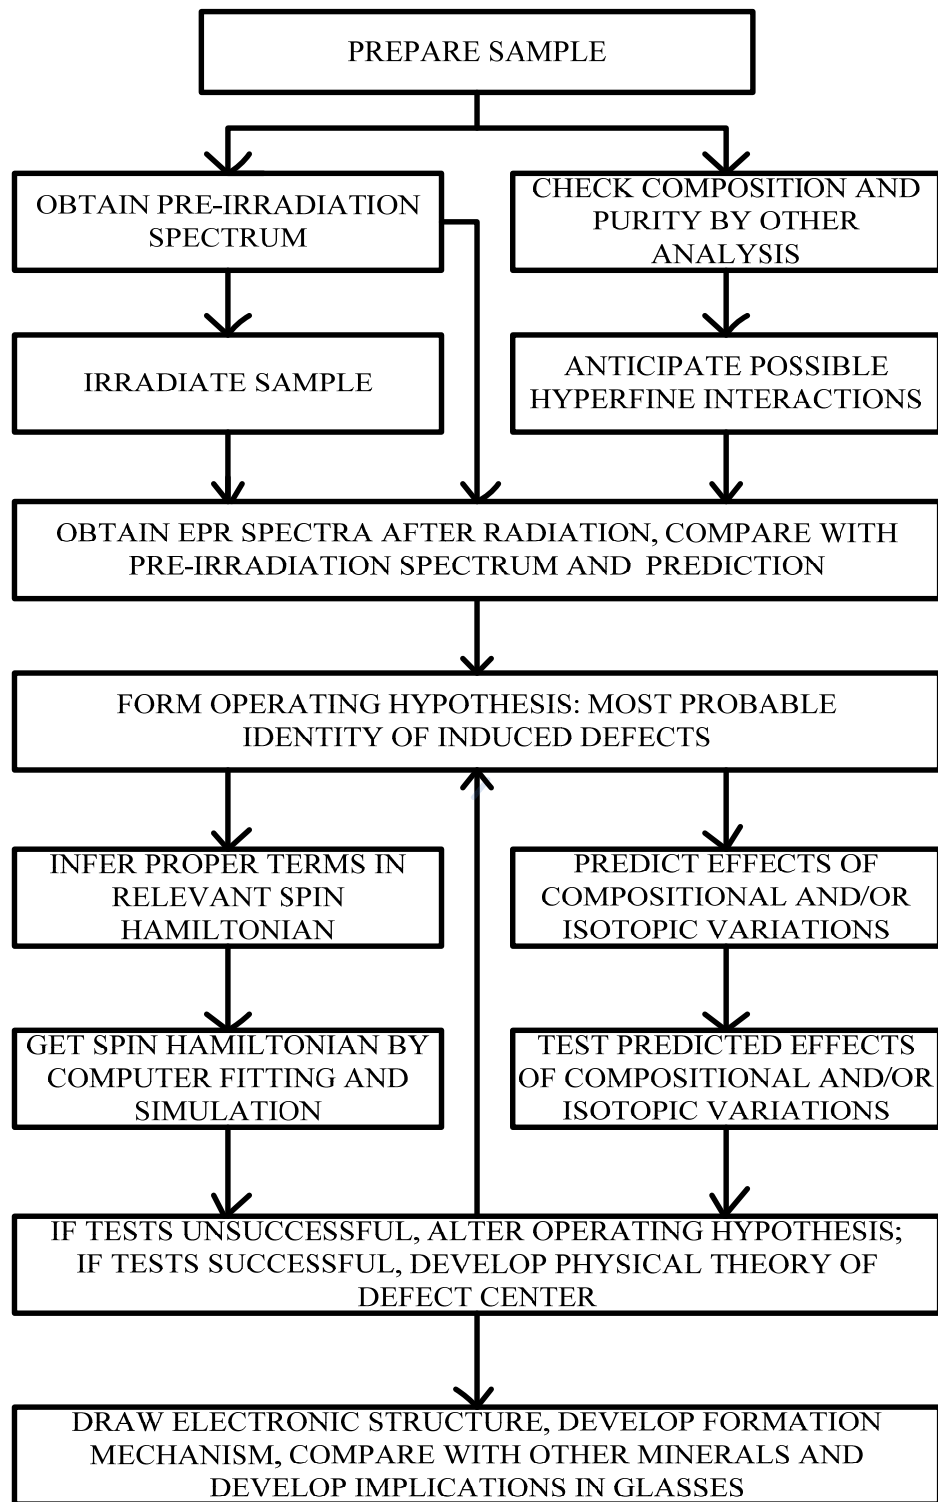 PREPARE SAMPLE
OBTAIN PRE-IRRADIATION
SPECTRUM
CHECK COMPOSITION AND
PURITY BY OTHER
ANALYSIS
IRRADIATE SAMPLE
ANTICIPATE POSSIBLE
HYPERFINE INTERACTIONS
OBTAIN EPR SPECTRA AFTER RADIATION, COMPARE WITH
PRE-IRRADIATION SPECTRUM AND PREDICTION
FORM OPERATING HYPOTHESIS: MOST PROBABLE
IDENTITY OF INDUCED DEFECTS
INFER PROPER TERMS IN
RELEVANT SPIN
HAMILTONIAN
PREDICT EFFECTS OF
COMPOSITIONAL AND/OR
ISOTOPIC VARIATIONS
GET SPIN HAMILTONIAN BY
COMPUTER FITTING AND
SIMULATION
TEST PREDICTED EFFECTS
OF COMPOSITIONAL AND/OR
ISOTOPIC VARIATIONS
IF TESTS UNSUCCESSFUL, ALTER OPERATING HYPOTHESIS;
IF TESTS SUCCESSFUL, DEVELOP PHYSICAL THEORY OF
DEFECT CENTER
DRAW ELECTRONIC STRUCTURE, DEVELOP FORMATION
MECHANISM, COMPARE WITH OTHER MINERALS AND
DEVELOP IMPLICATIONS IN GLASSES